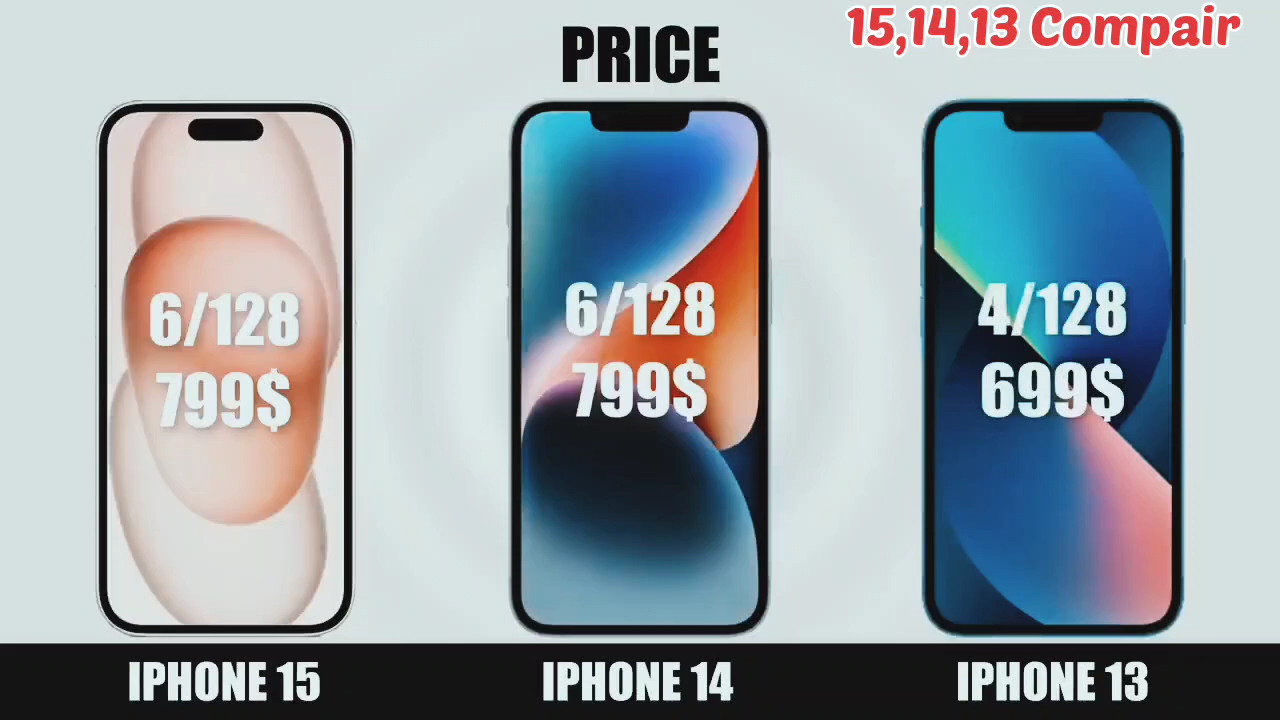 15,14,13 Compair
PRICE
6/128
799$
6/128
799$
4/128
699$
IPHONE 15
IPHONE 14
IPHONE 13